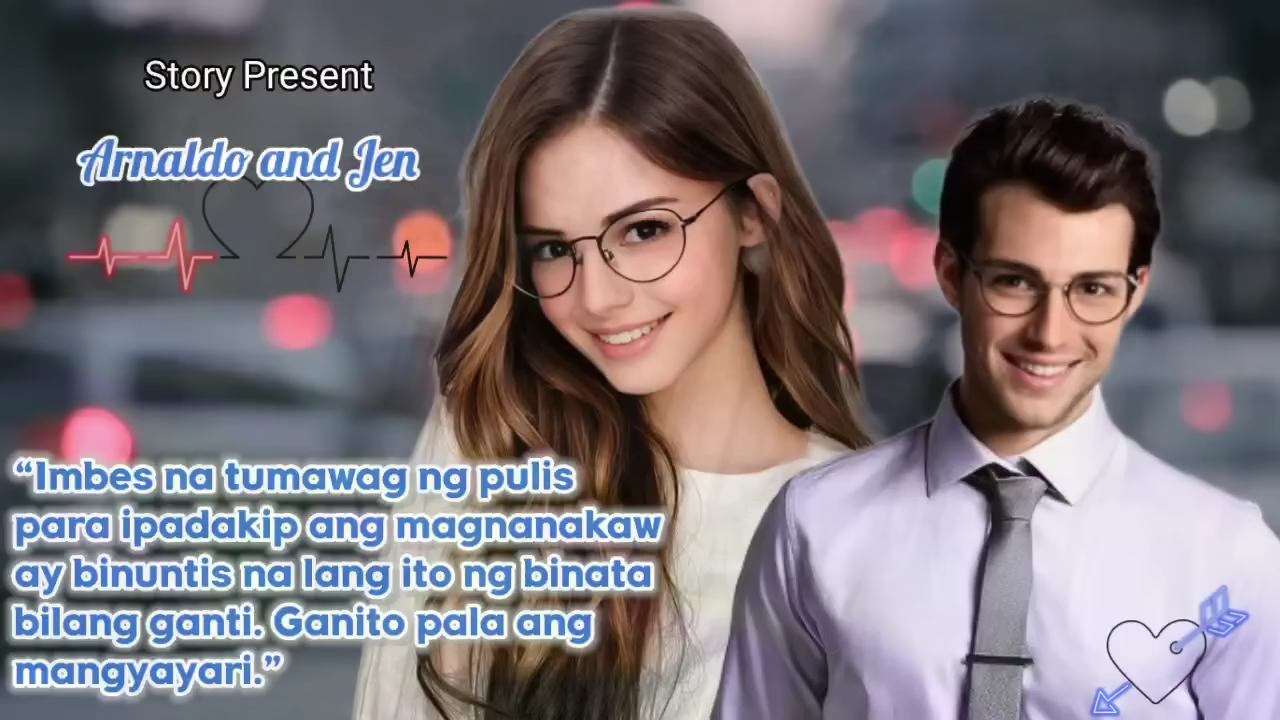 Story Present
Arnaldo and Jen
“Imbes na tumawag ng pulis
para ipadakip ang magnanakaw
ay binuntis na lang ito ng binata
bilang ganti. Ganito pala ang
mangyayari.”